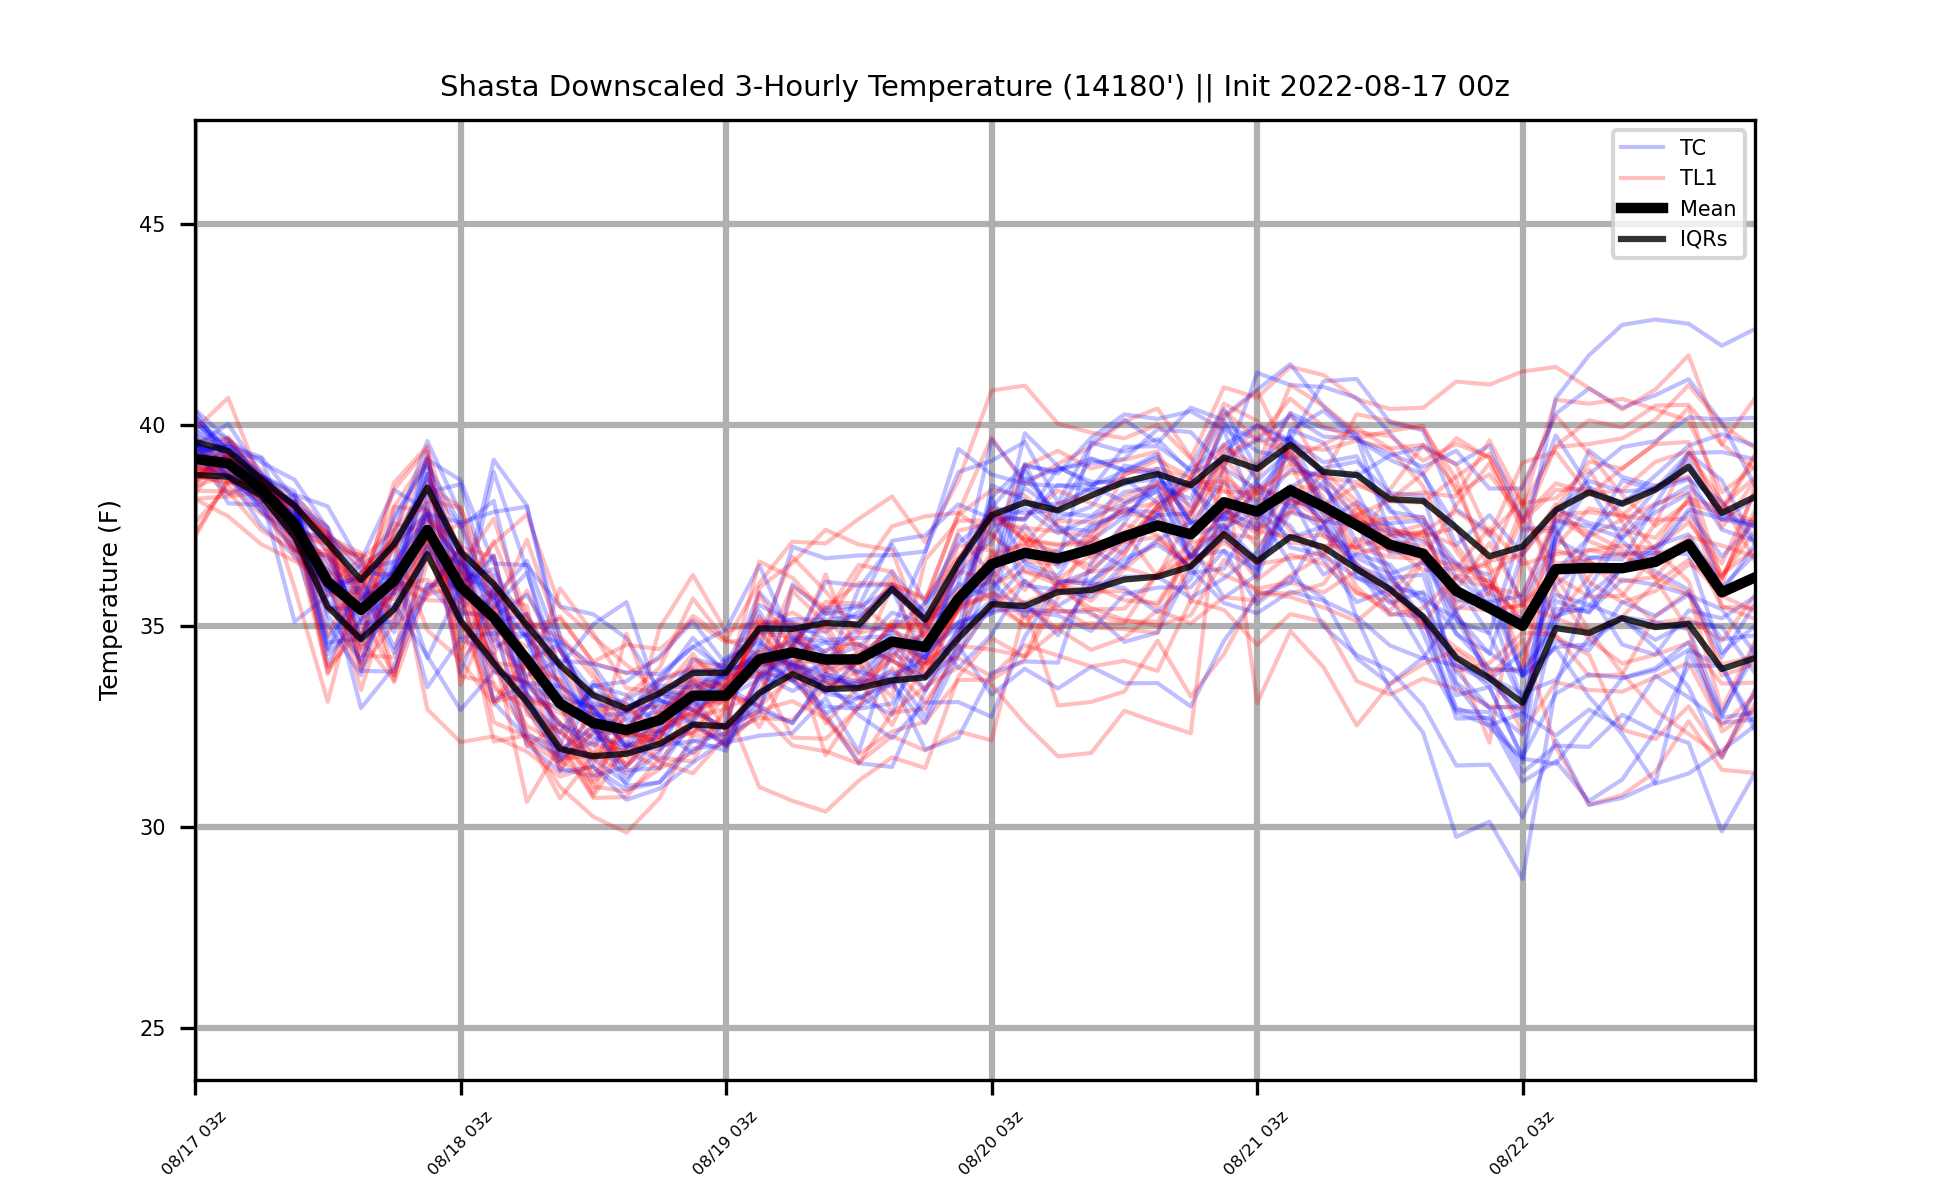 Shasta Downscaled 3-Hourly Temperature (14180') || Init 2022-08-17 00z
TC
TL1
Mean
IQRs
Temperature (F)
45
40
35
30
25
08/17 03z
08/18 03z
08/19 03z
08/20 03z
08/21 03z
08/22 03z